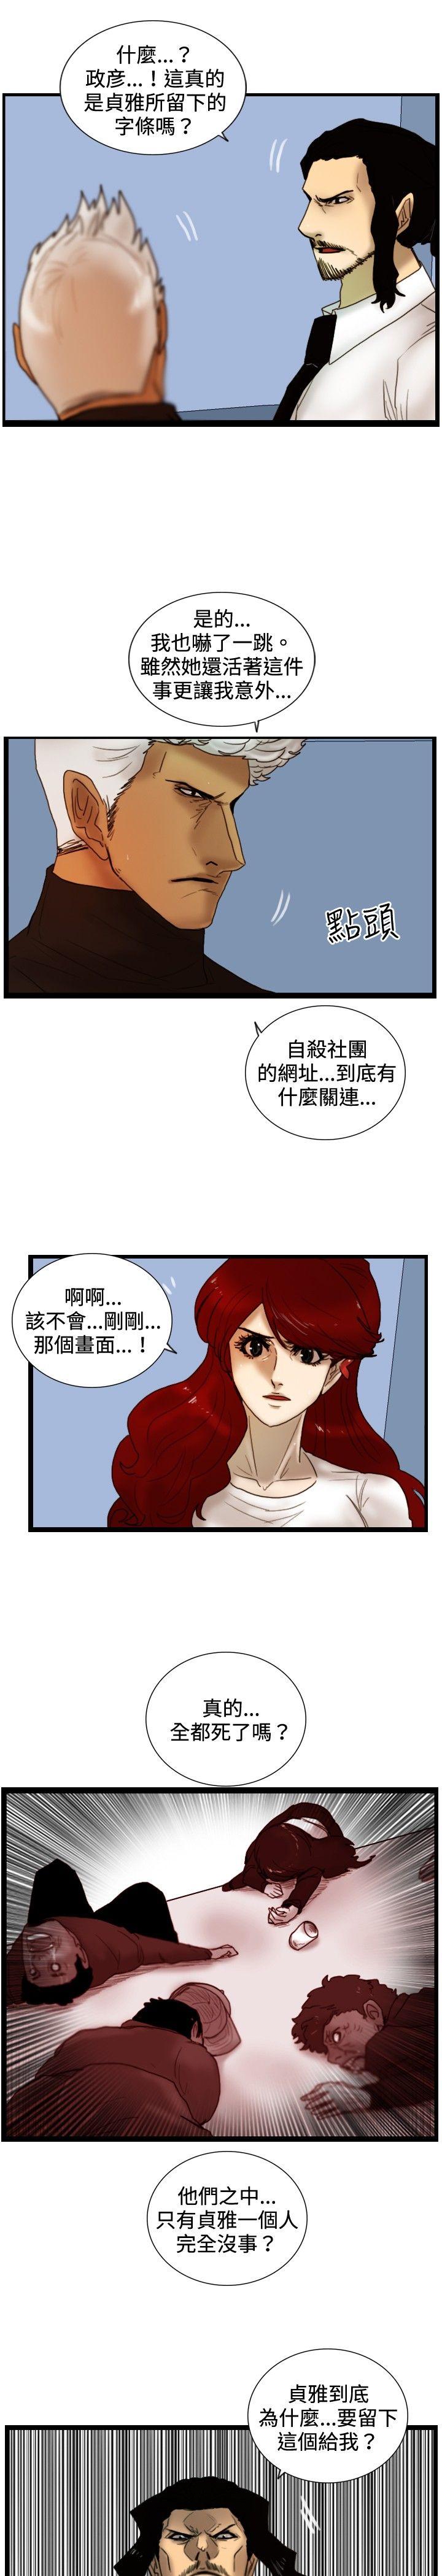 什麼...？
政彦...！這真的
是貞雅所留下的
字條嗎？
是的...
我也嚇了一跳。
雖然她還活著這件
事更讓我意外...
點頭
自殺社團
的網址...到底有
什麼關連...
啊啊...
該不會...剛剛...
那個畫面...！
真的...
全都死了嗎？
他們之中...
只有貞雅一個人
完全沒事？
貞雅到底
為什麼...要留下
這個給我？